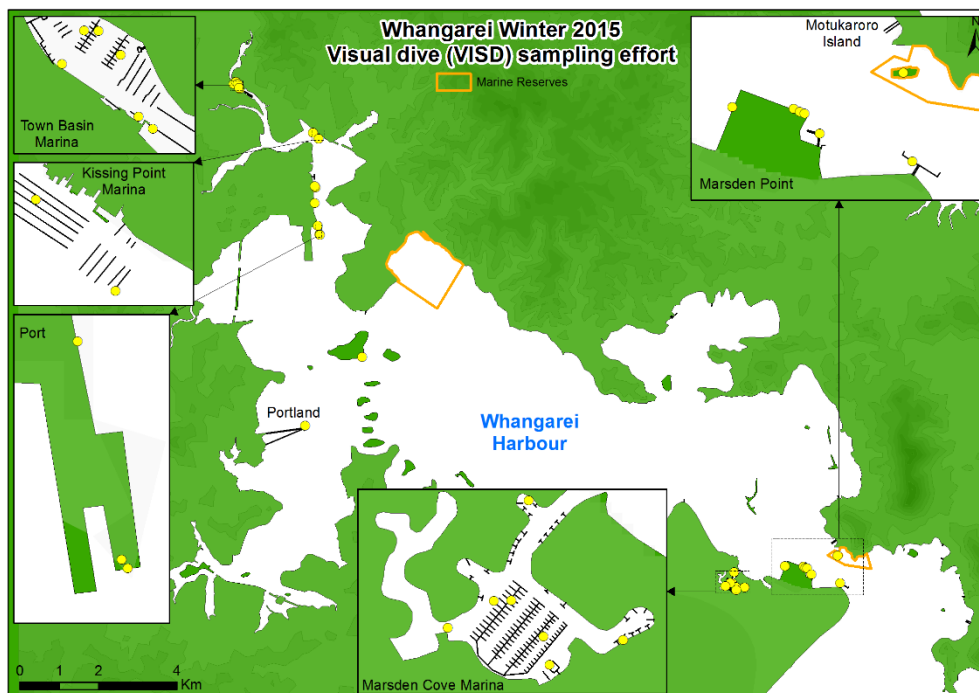 Whangarei Winter 2015
Visual dive (VISD) sampling effort
Marine Reserves
Town Basin
Marina
Kissing Point
Marina
Port
Portland
Whangarei
Harbour
Motukaroro
Island
N
Marsden Point
Marsden Cove Marina
0 1 2 4
Km